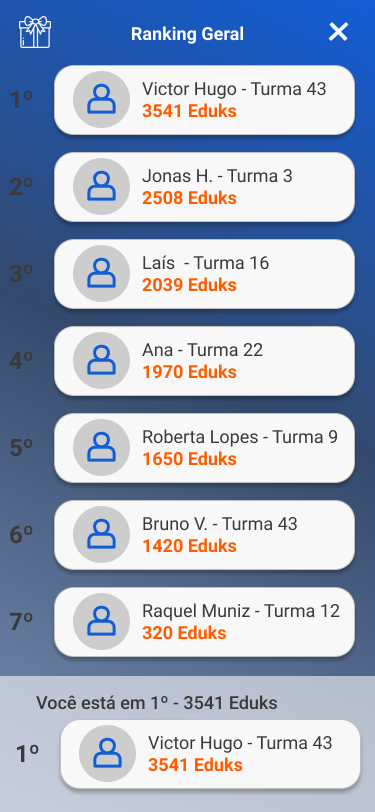 Ranking Geral
1º
Victor Hugo - Turma 43
3541 Eduks
2º
Jonas H. - Turma 3
2508 Eduks
3º
Laís  - Turma 16
2039 Eduks
4º
Ana - Turma 22
1970 Eduks
5º
Roberta Lopes - Turma 9
1650 Eduks
6º
Bruno V. - Turma 43
1420 Eduks
7º
Raquel Muniz - Turma 12
320 Eduks
Você está em 1º - 3541 Eduks
1º
Victor Hugo - Turma 43
3541 Eduks